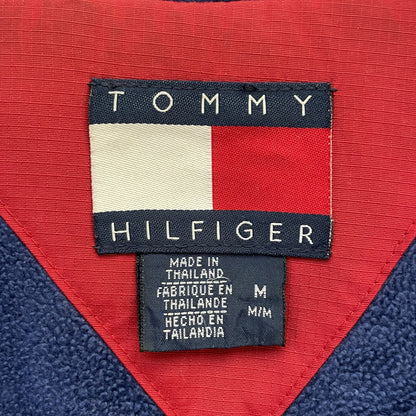 TOMMY
HILFIGER
MADE IN
THAILAND
FABRIQUE EN
THAILANDE
HECHO EN
TAILANDIA
M
M/M